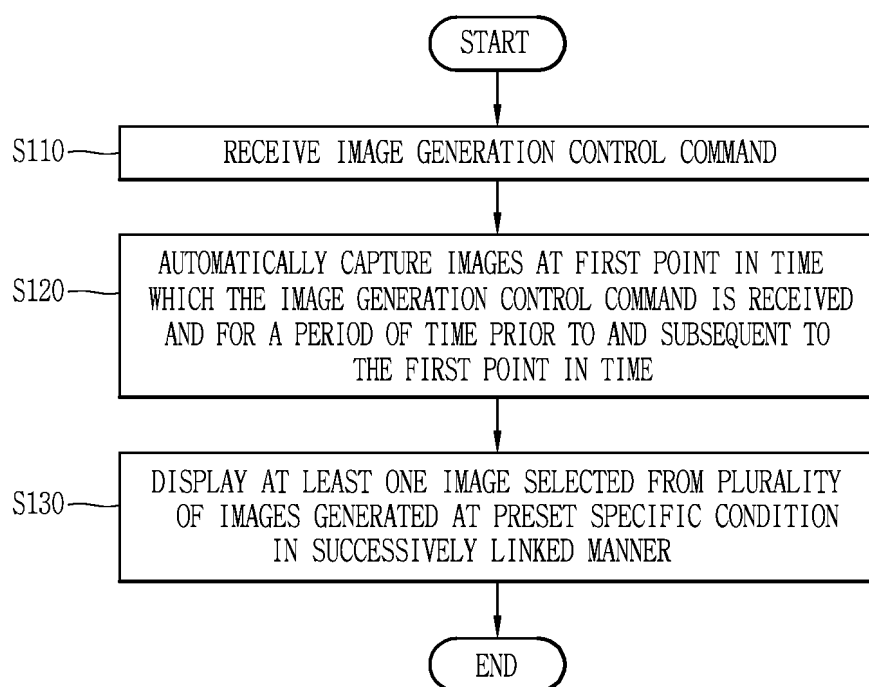 START
S110
RECEIVE IMAGE GENERATION CONTROL COMMAND
S120
AUTOMATICALLY CAPTURE IMAGES AT FIRST POINT IN TIME
WHICH THE IMAGE GENERATION CONTROL COMMAND IS RECEIVED
AND FOR A PERIOD OF TIME PRIOR TO AND SUBSEQUENT TO
THE FIRST POINT IN TIME
S130
DISPLAY AT LEAST ONE IMAGE SELECTED FROM PLURALITY
OF IMAGES GENERATED AT PRESET SPECIFIC CONDITION
IN SUCCESSIVELY LINKED MANNER
END